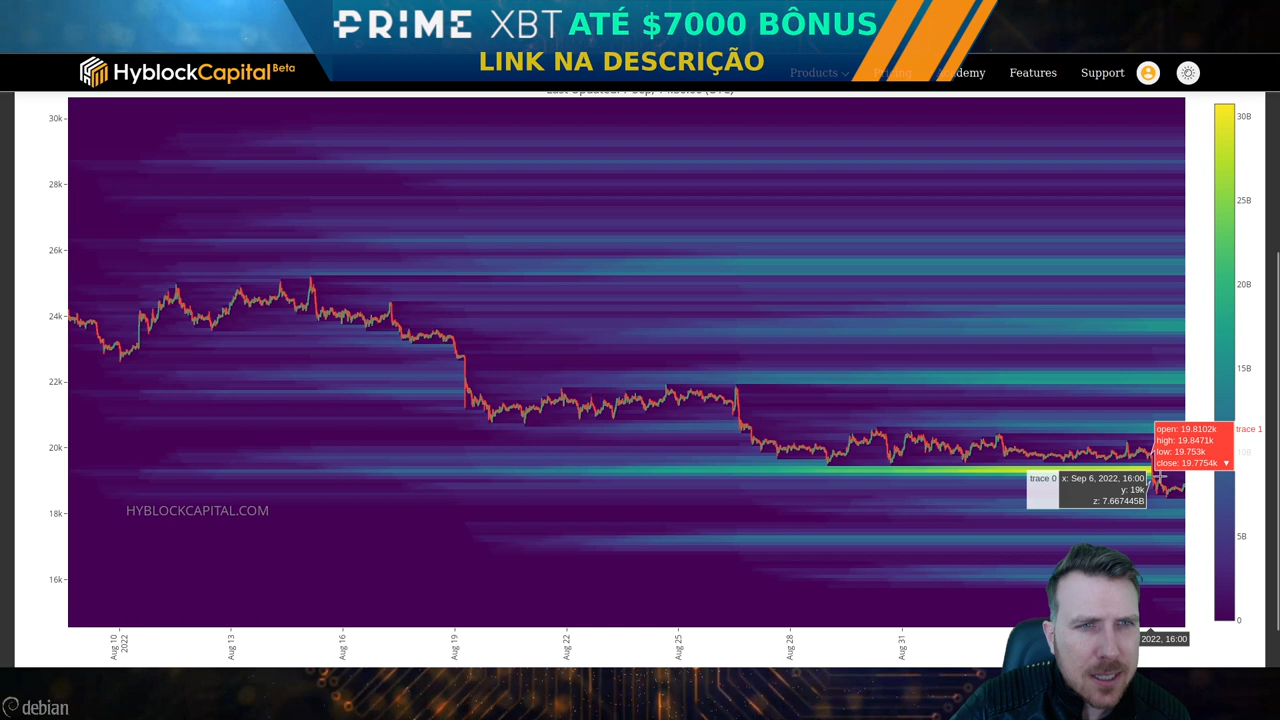 PRIME XBT ATÉ $7000 BÔNUS
LINK NA DESCRIÇÃO
HyblockCapital Beta
Products
Pricing
Academy
Features
Support
30k
28k
26k
24k
22k
20k
18k
16k
30B
25B
20B
15B
10B
5B
0
open: 19.8102k
high: 19.8471k
low: 19.753k
close: 19.7754k ▼
trace 1
trace 0
x: Sep 6, 2022, 16:00
y: 19k
z: 7.667445B
HYBLOCKCAPITAL.COM
Aug 10
2022
Aug 13
Aug 16
Aug 19
Aug 22
Aug 25
Aug 28
Aug 31
2022, 16:00
debian